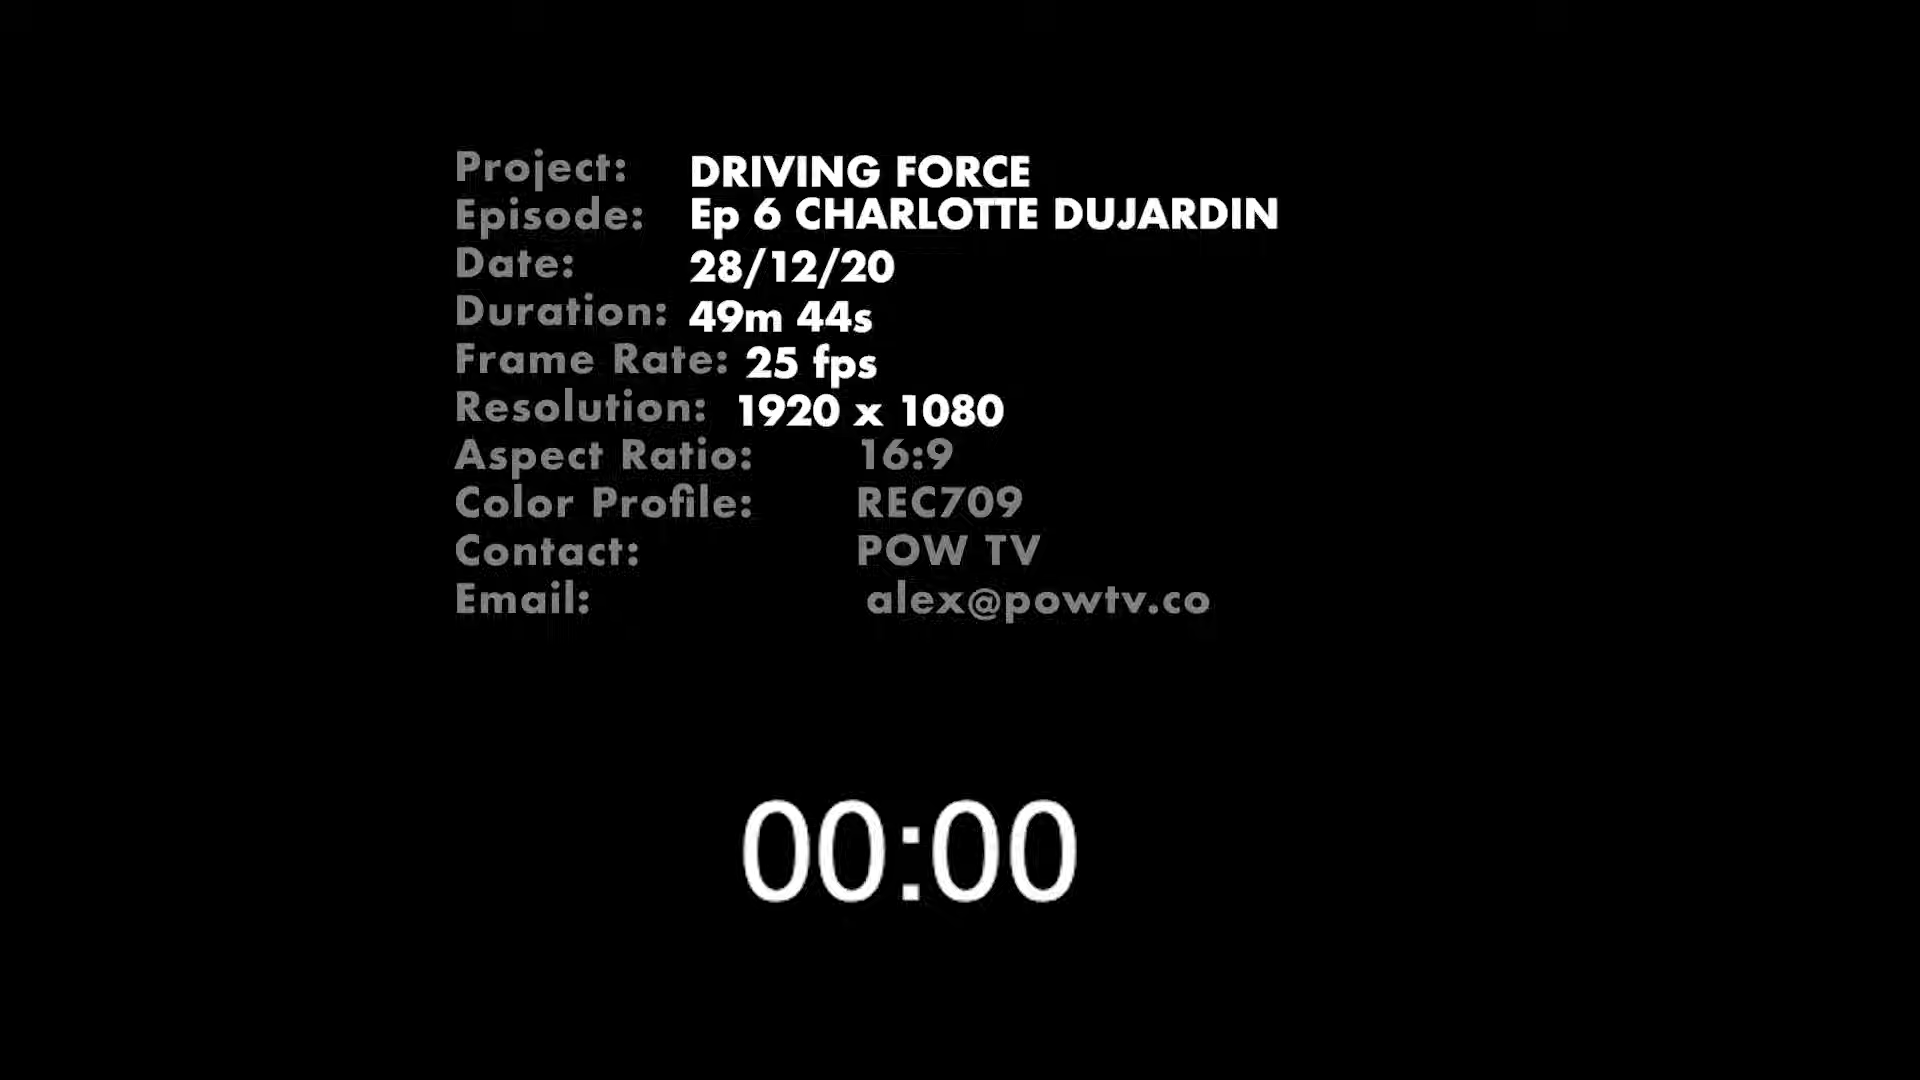 Project: DRIVING FORCE
Episode: Ep 6 CHARLOTTE DUJARDIN
Date: 28/12/20
Duration: 49m 44s
Frame Rate: 25 fps
Resolution: 1920 x 1080
Aspect Ratio: 16:9
Color Profile: REC709
Contact: POW TV
Email: alex@powtv.co
00:00